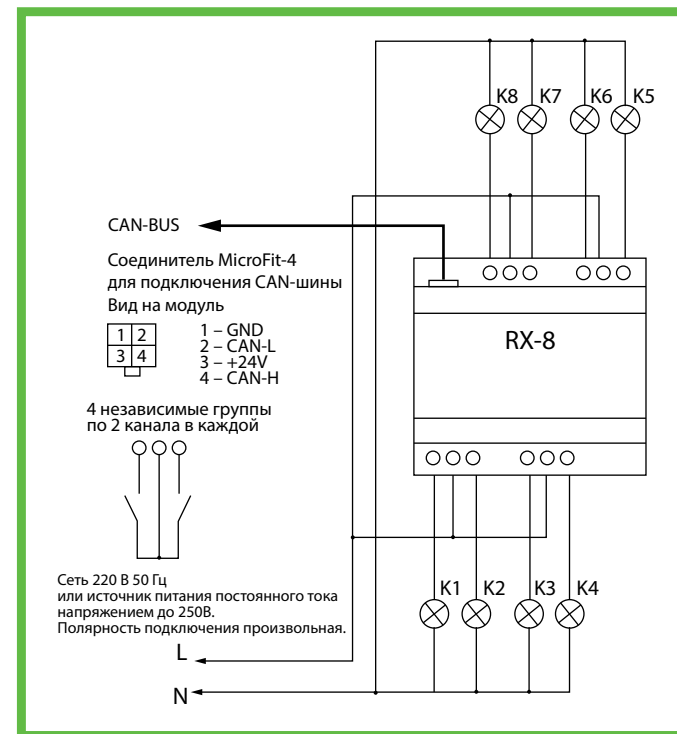 K8 K7 K6 K5
CAN-BUS
Соединитель MicroFit-4
для подключения CAN-шины
Вид на модуль
1 2
3 4
1 – GND
2 – CAN-L
3 – +24V
4 – CAN-H
RX-8
4 независимые группы
по 2 канала в каждой
Сеть 220 В 50 Гц
или источник питания постоянного тока
напряжением до 250В.
Полярность подключения произвольная.
K1 K2 K3 K4
L
N